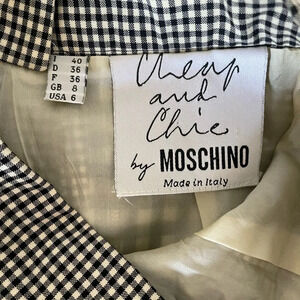 I 40
D 36
F 36
GB 8
USA 6
Cheap
and
Chic
by MOSCHINO
Made in Italy